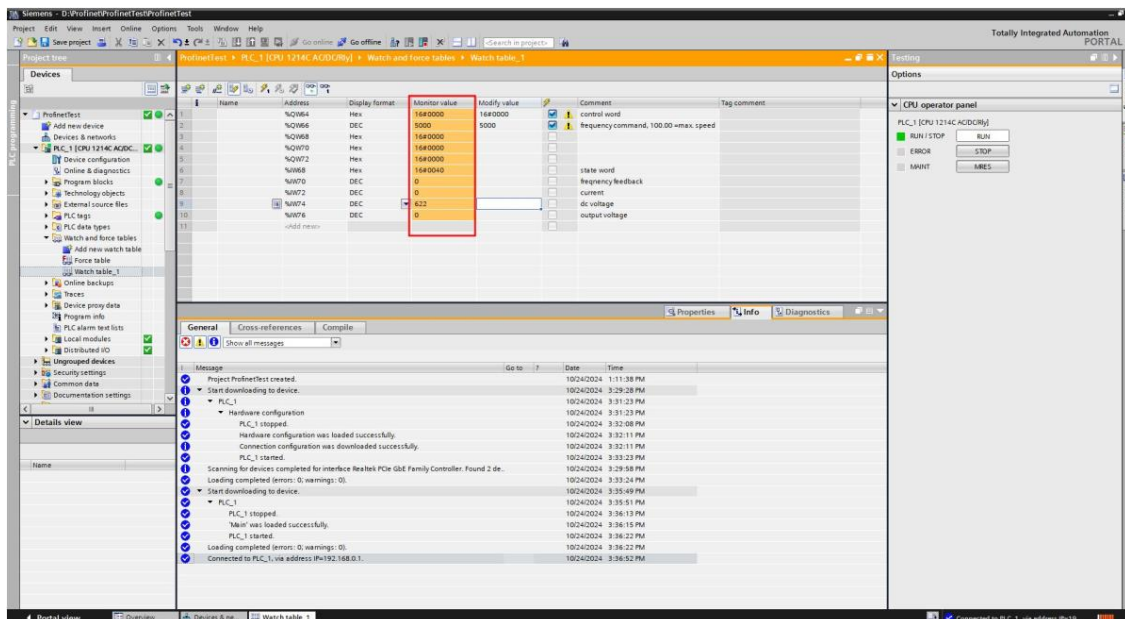 Siemens - D:\Profinet\ProfinetTest\ProfinetTest
Project Edit View Insert Online Options Tools Window Help
Save project Go online Go offline <Search in project>
Totally Integrated Automation
PORTAL
Project tree
ProfinetTest ▸ PLC_1 [CPU 1214C AC/DC/Rly] ▸ Watch and force tables ▸ Watch_table_1
Testing
Devices
Options
PLC programming
i Name Address Display format Monitor value Modify value Comment Tag comment
1 %QW64 Hex 16#0000 16#0000 control word
2 %QW66 DEC 5000 5000 frequency command, 100.00 =max. speed
%QW68 Hex 16#0000
4 %QW70 Hex 16#0000
5 %QW72 Hex 16#0000
6 %IW68 Hex 16#0040 state word
%IW70 DEC 0 freqnency feedback
8 %IW72 DEC 0 current
9 %IW74 DEC 622 dc voltage
10 %IW76 DEC 0 output voltage
11 <Add new>
ProfinetTest
Add new device
Devices & networks
PLC_1 [CPU 1214C AC/DC...
Device configuration
Online & diagnostics
Program blocks
Technology objects
External source files
PLC tags
PLC data types
Watch and force tables
Add new watch table
Force table
Watch table_1
Online backups
Traces
Device proxy data
Program info
PLC alarm text lists
Local modules
Distributed I/O
Ungrouped devices
Security settings
Common data
Documentation settings
Details view
Name
CPU operator panel
PLC_1 [CPU 1214C AC/DC/Rly]
RUN / STOP RUN
ERROR STOP
MAINT MRES
Properties Info Diagnostics
General Cross-references Compile
Show all messages
! Message Go to ? Date Time
Project ProfinetTest created. 10/24/2024 1:11:38 PM
Start downloading to device. 10/24/2024 3:29:28 PM
PLC_1 10/24/2024 3:31:23 PM
Hardware configuration 10/24/2024 3:31:23 PM
PLC_1 stopped. 10/24/2024 3:32:08 PM
Hardware configuration was loaded successfully. 10/24/2024 3:32:11 PM
Connection configuration was downloaded successfully. 10/24/2024 3:32:11 PM
PLC_1 started. 10/24/2024 3:33:23 PM
Scanning for devices completed for interface Realtek PCIe GbE Family Controller. Found 2 de.. 10/24/2024 3:29:58 PM
Loading completed (errors: 0; warnings: 0). 10/24/2024 3:33:24 PM
Start downloading to device. 10/24/2024 3:35:49 PM
PLC_1 10/24/2024 3:35:51 PM
PLC_1 stopped. 10/24/2024 3:36:13 PM
'Main' was loaded successfully. 10/24/2024 3:36:15 PM
PLC_1 started. 10/24/2024 3:36:22 PM
Loading completed (errors: 0; warnings: 0). 10/24/2024 3:36:22 PM
Connected to PLC_1, via address IP=192.168.0.1. 10/24/2024 3:36:52 PM
Portal view Overview Devices & ne... Watch table_1
Connected to PLC_1, via address IP=19...